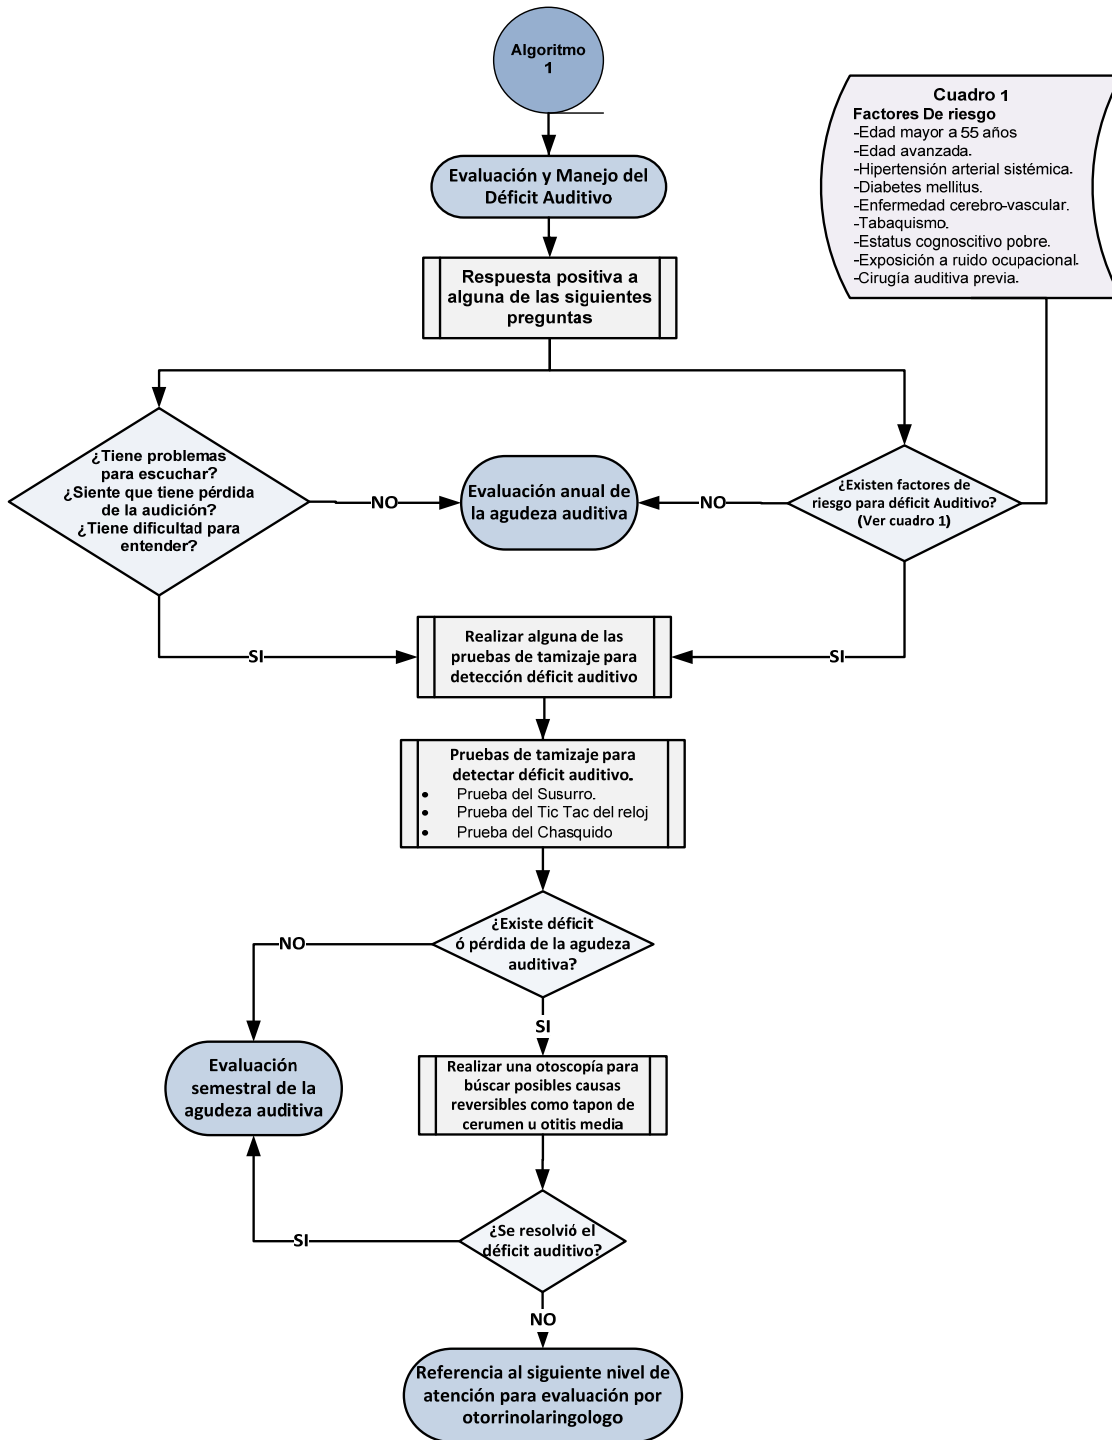 Algoritmo
1
Cuadro 1
Factores De riesgo
-Edad mayor a 55 años
-Edad avanzada.
-Hipertensión arterial sistémica.
-Diabetes mellitus.
-Enfermedad cerebro-vascular.
-Tabaquismo.
-Estatus cognoscitivo pobre.
-Exposición a ruido ocupacional.
-Cirugía auditiva previa.
Evaluación y Manejo del
Déficit Auditivo
Respuesta positiva a
alguna de las siguientes
preguntas
¿Tiene problemas
para escuchar?
¿Siente que tiene pérdida
de la audición?
¿Tiene dificultad para
entender?
NO
Evaluación anual de
la agudeza auditiva
NO
¿Existen factores de
riesgo para déficit Auditivo?
(Ver cuadro 1)
SI
Realizar alguna de las
pruebas de tamizaje para
detección déficit auditivo
SI
Pruebas de tamizaje para
detectar déficit auditivo.
• Prueba del Susurro.
• Prueba del Tic Tac del reloj
• Prueba del Chasquido
¿Existe déficit
ó pérdida de la agudeza
auditiva?
NO
SI
Evaluación
semestral de la
agudeza auditiva
Realizar una otoscopía para
búscar posibles causas
reversibles como tapon de
cerumen u otitis media
¿Se resolvió el
déficit auditivo?
SI
NO
Referencia al siguiente nivel de
atención para evaluación por
otorrinolaringologo